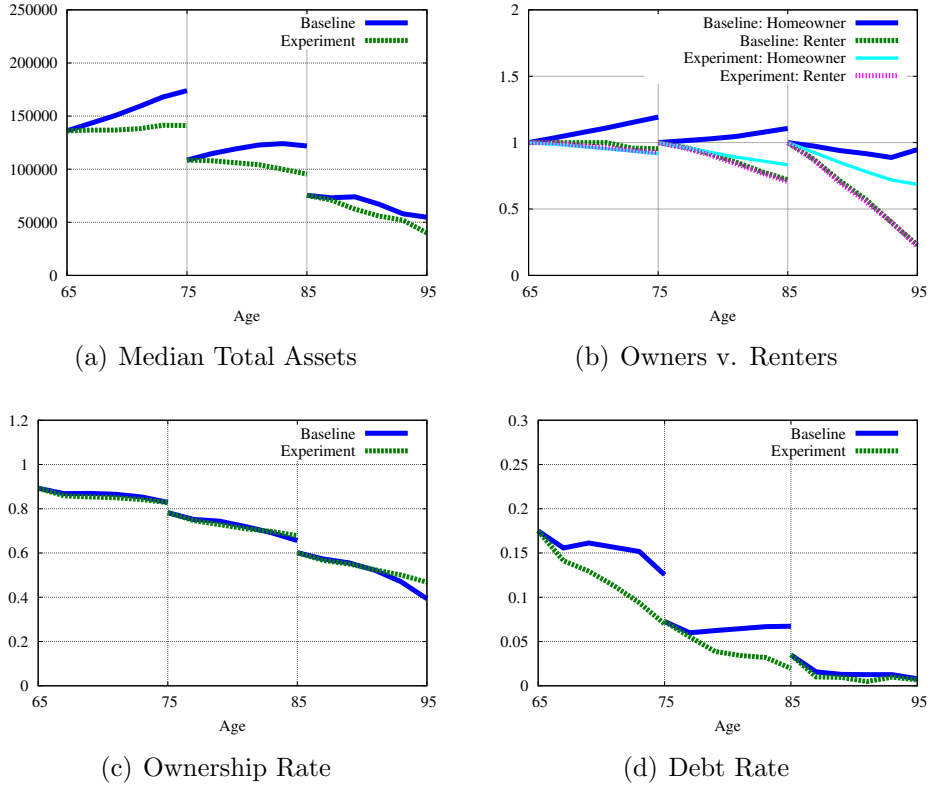 250000
200000
150000
100000
50000
0
65
75
85
95
Age
Baseline
Experiment
(a) Median Total Assets
2
1.5
1
0.5
0
65
75
85
95
Age
Baseline: Homeowner
Baseline: Renter
Experiment: Homeowner
Experiment: Renter
(b) Owners v. Renters
1.2
1
0.8
0.6
0.4
0.2
0
65
75
85
95
Age
Baseline
Experiment
(c) Ownership Rate
0.3
0.25
0.2
0.15
0.1
0.05
0
65
75
85
95
Age
Baseline
Experiment
(d) Debt Rate